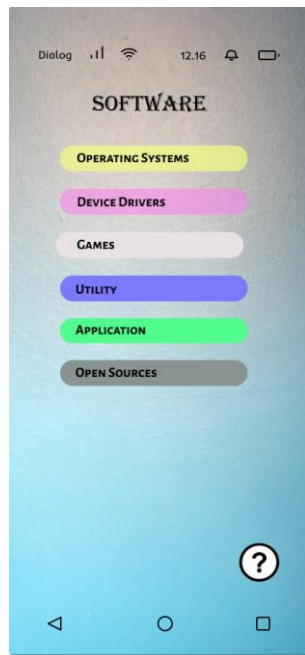 Dialog 12.16
SOFTWARE
OPERATING SYSTEMS
DEVICE DRIVERS
GAMES
UTILITY
APPLICATION
OPEN SOURCES
?